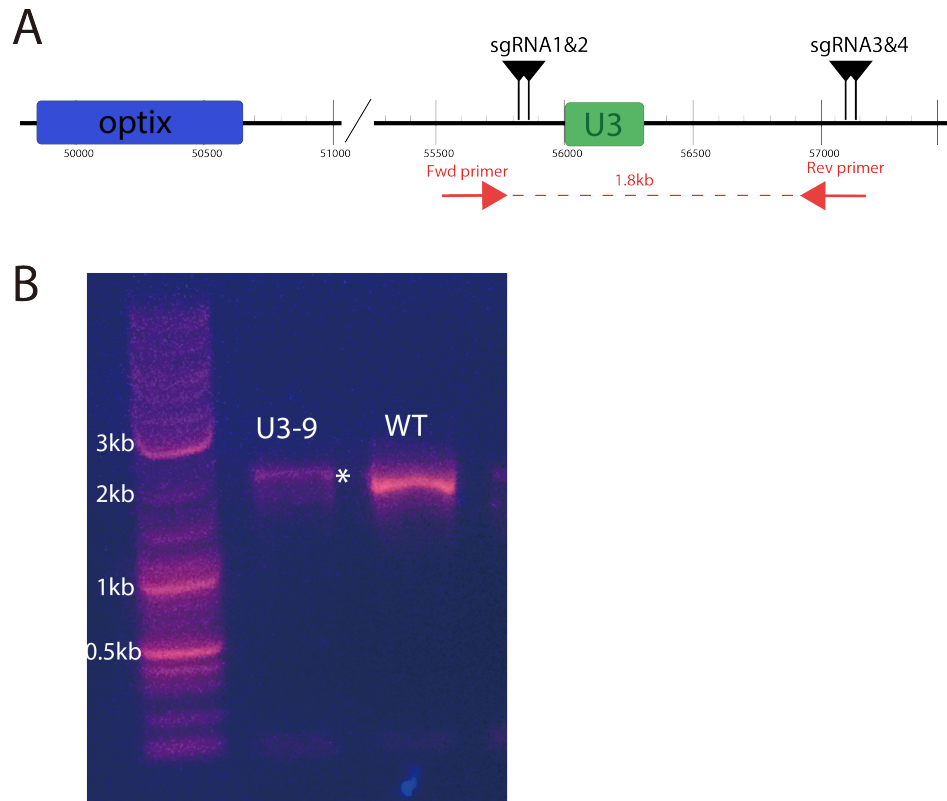 A
sgRNA1&2
sgRNA3&4
optix
U3
50000
50500
51000
55500
56000
56500
57000
Fwd primer
1.8kb
Rev primer
B
U3-9
WT
3kb
*
2kb
1kb
0.5kb